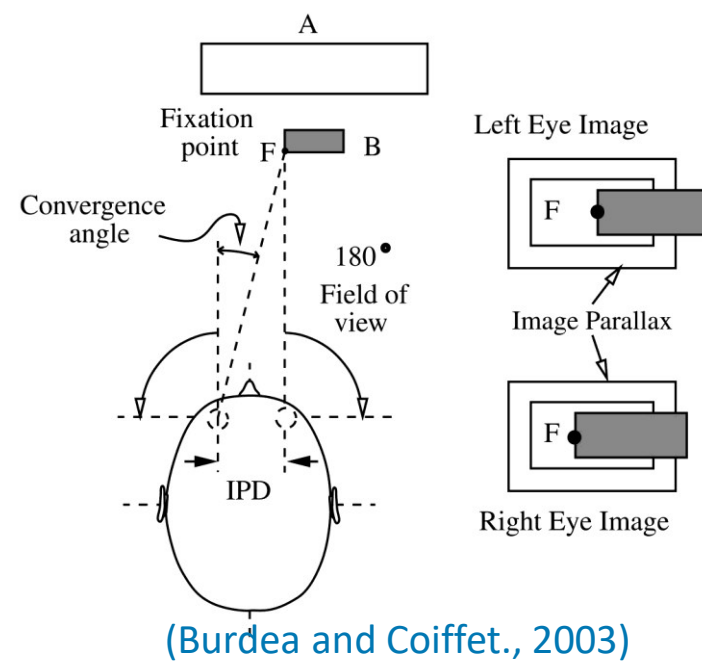 A
Fixation
point
F
B
Convergence
angle
180°
Field of
view
IPD
Left Eye Image
F
Image Parallax
F
Right Eye Image
(Burdea and Coiffet., 2003)